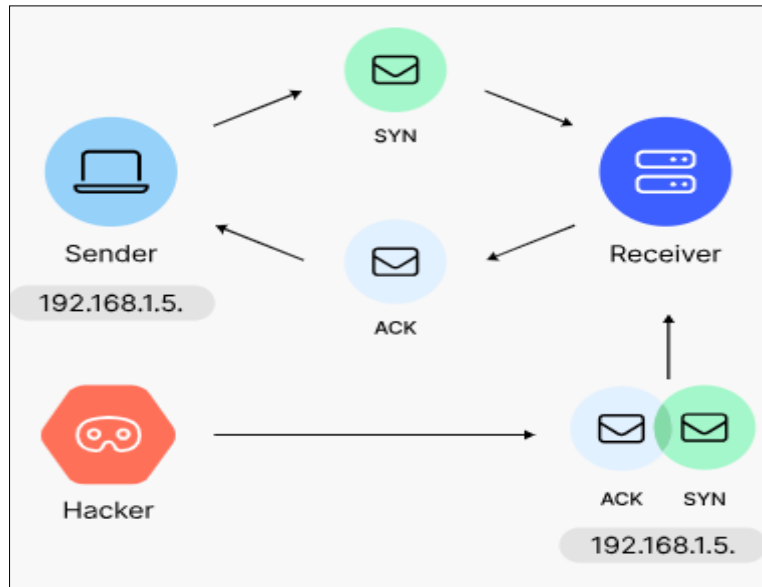 SYN
Sender
Receiver
192.168.1.5.
ACK
Hacker
ACK SYN
192.168.1.5.